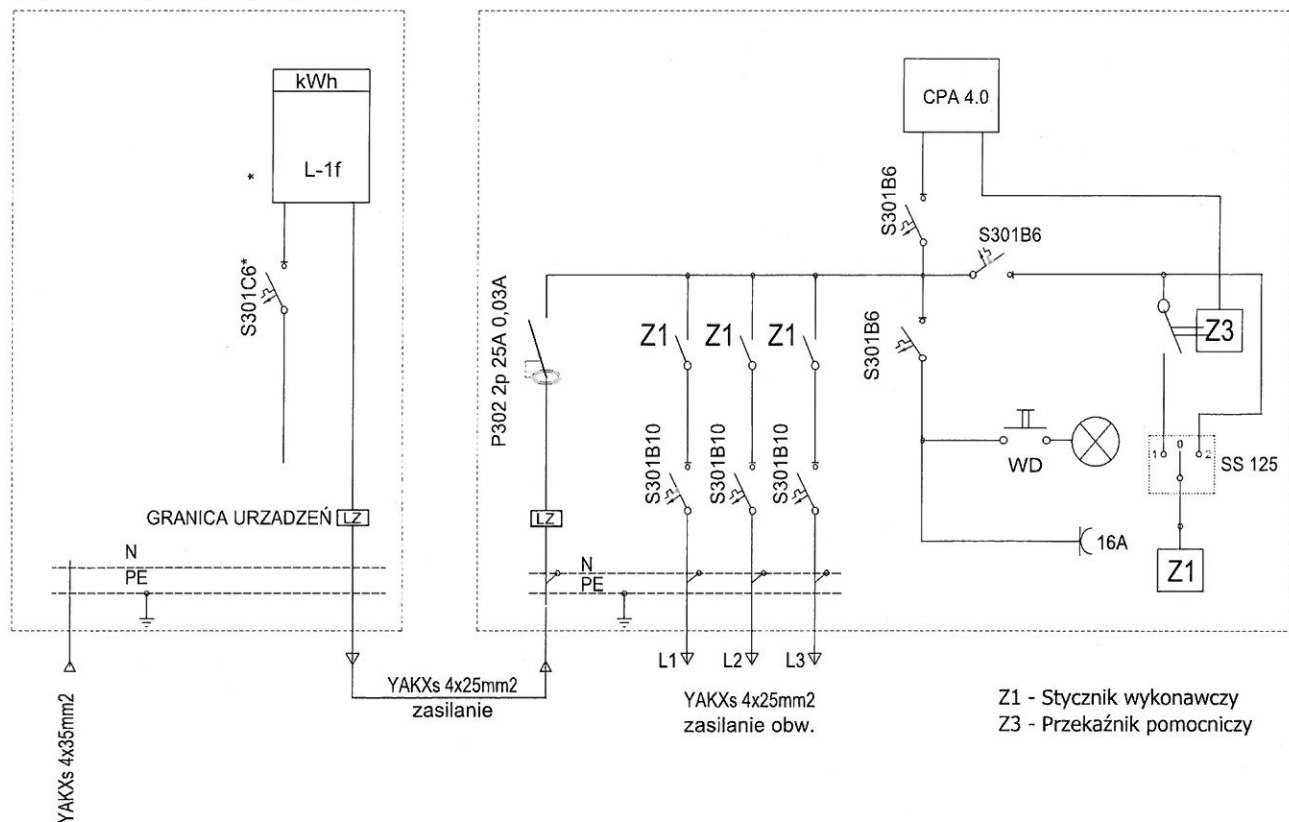 kWh
L-1f
*
S301C6*
GRANICA URZADZEŃ
LZ
N
PE
YAKXs 4x35mm2
YAKXs 4x25mm2
zasilanie
P302 2p 25A 0,03A
LZ
N
PE
Z1
Z1
Z1
S301B10
S301B10
S301B10
L1
L2
L3
YAKXs 4x25mm2
zasilanie obw.
CPA 4.0
S301B6
S301B6
S301B6
Z3
WD
1
0
2
SS 125
16A
Z1
Z1 - Stycznik wykonawczy
Z3 - Przekaźnik pomocniczy